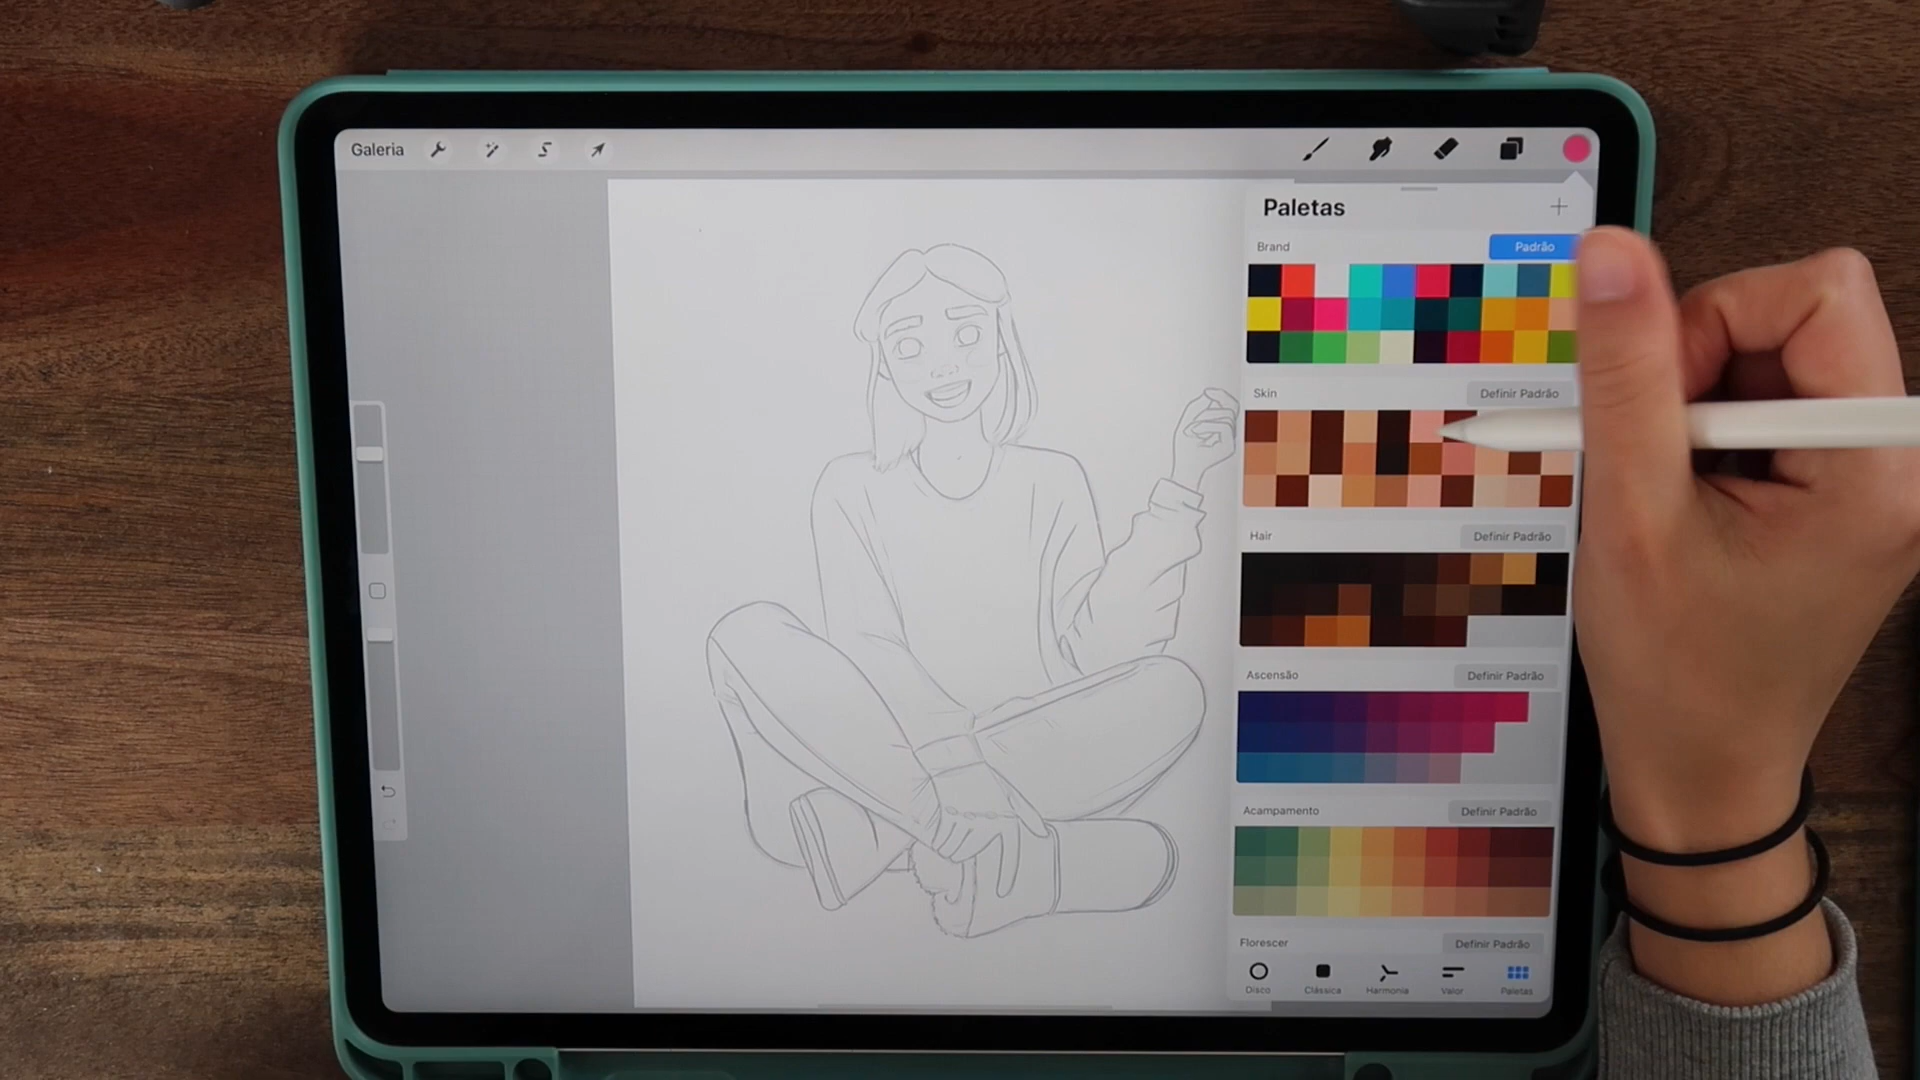 Galeria
Paletas
Brand
Padrão
Skin
Definir Padrão
Hair
Definir Padrão
Ascensão
Definir Padrão
Acampamento
Definir Padrão
Florescer
Definir Padrão
Disco
Clássica
Harmonia
Valor
Paletas